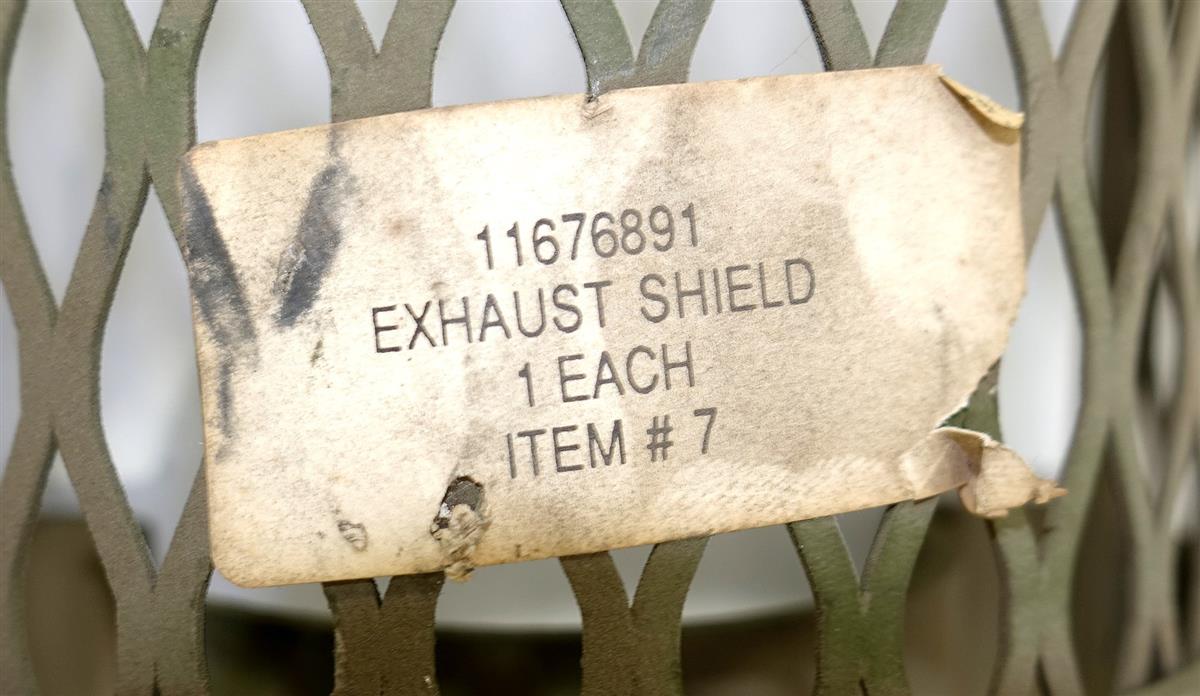 11676891
EXHAUST SHIELD
1 EACH
ITEM # 7